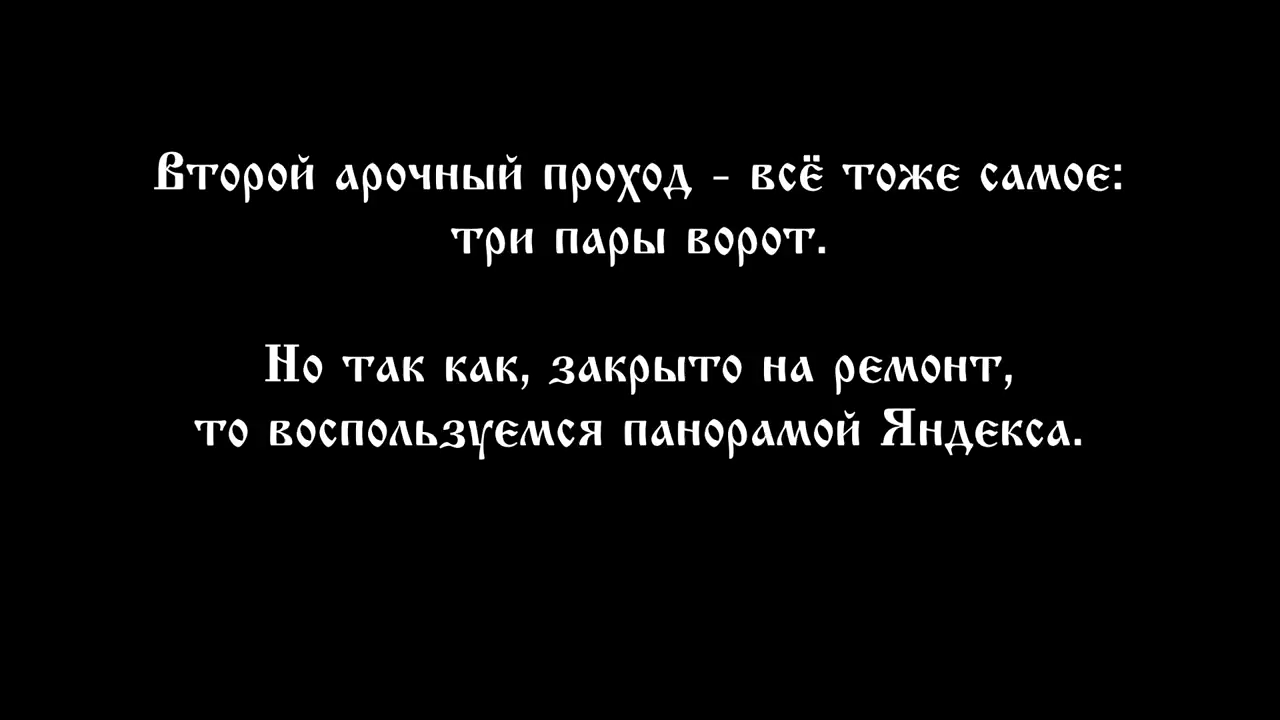 Второй арочный проход - всё тоже самое:
три пары ворот.
Но так как, закрыто на ремонт,
то воспользуемся панорамой Яндекса.